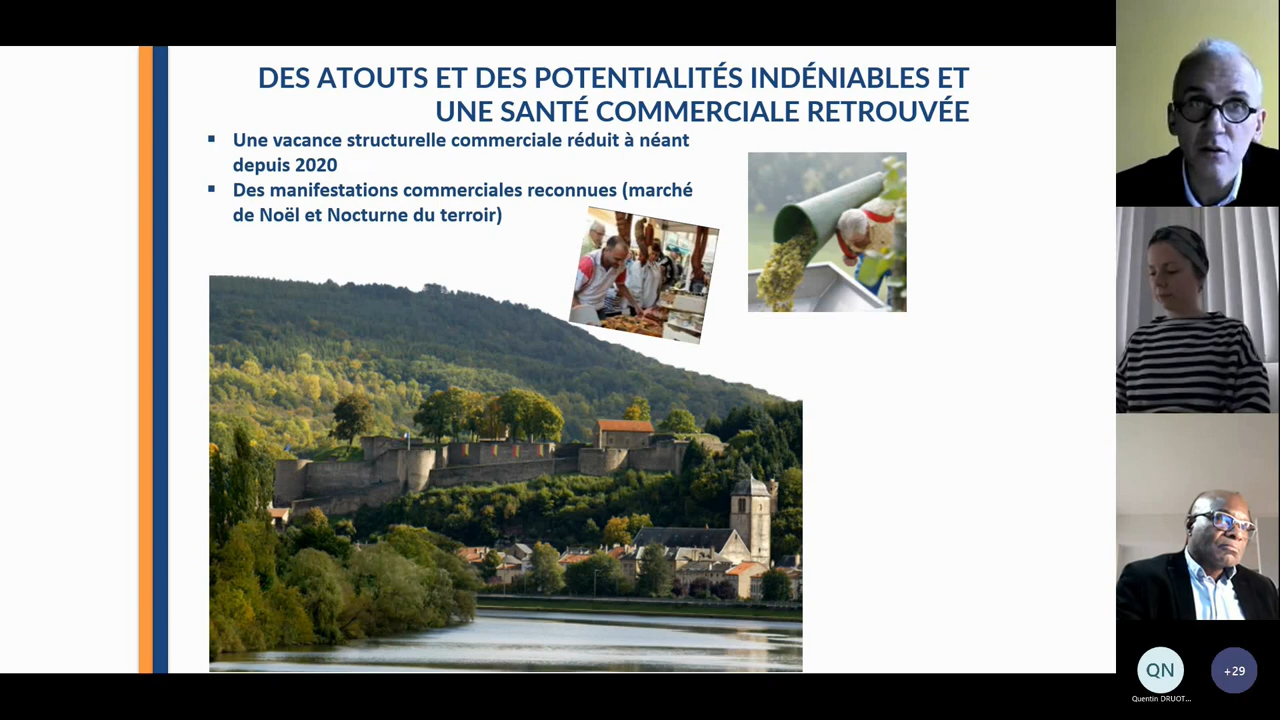 DES ATOUTS ET DES POTENTIALITÉS INDÉNIABLES ET
UNE SANTÉ COMMERCIALE RETROUVÉE
▪ Une vacance structurelle commerciale réduit à néant
depuis 2020
▪ Des manifestations commerciales reconnues (marché
de Noël et Nocturne du terroir)
QN
+29
Quentin DRUOT...